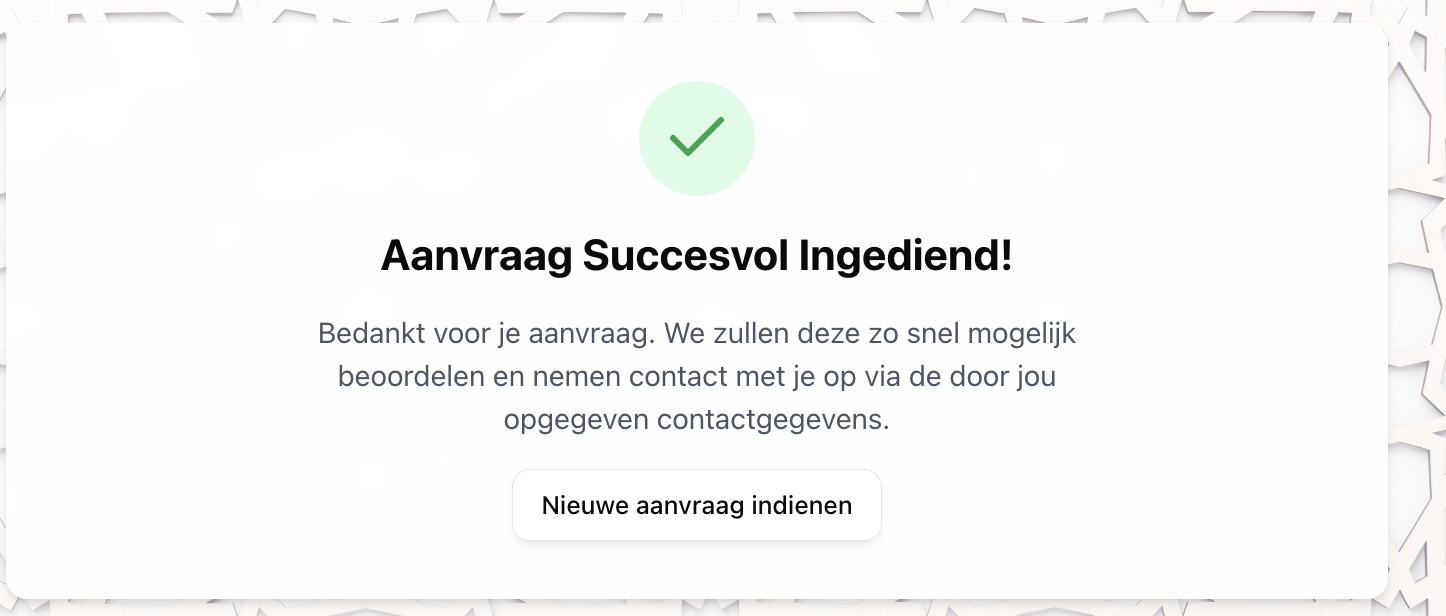 Aanvraag Succesvol Ingediend!
Bedankt voor je aanvraag. We zullen deze zo snel mogelijk
beoordelen en nemen contact met je op via de door jou
opgegeven contactgegevens.
Nieuwe aanvraag indienen